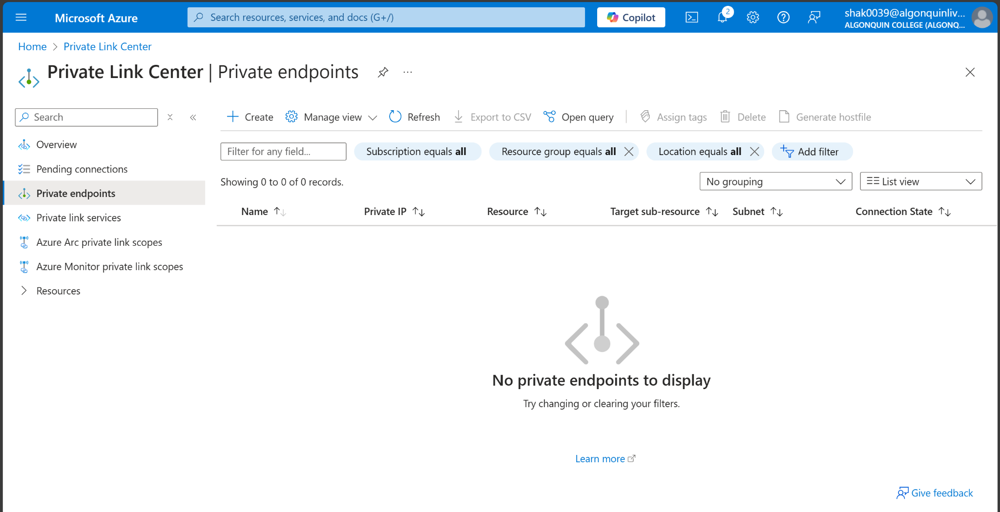 Microsoft Azure
Search resources, services, and docs (G+/)
Copilot
2
shak0039@algonquinliv...
ALGONQUIN COLLEGE (ALGONQ...
Home > Private Link Center
Private Link Center | Private endpoints
...
Search
Overview
Pending connections
Private endpoints
Private link services
Azure Arc private link scopes
Azure Monitor private link scopes
Resources
Create
Manage view
Refresh
Export to CSV
Open query
Assign tags
Delete
Generate hostfile
Filter for any field...
Subscription equals all
Resource group equals all
Location equals all
Add filter
Showing 0 to 0 of 0 records.
No grouping
List view
Name
Private IP
Resource
Target sub-resource
Subnet
Connection State
No private endpoints to display
Try changing or clearing your filters.
Learn more
Give feedback